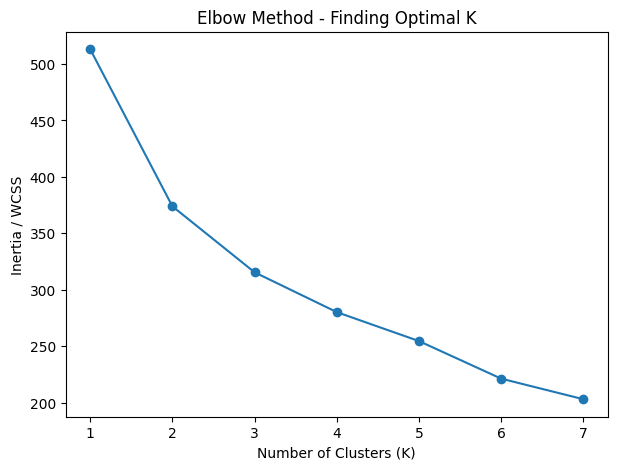 Elbow Method - Finding Optimal K
Inertia / WCSS
500
450
400
350
300
250
200
1 2 3 4 5 6 7
Number of Clusters (K)